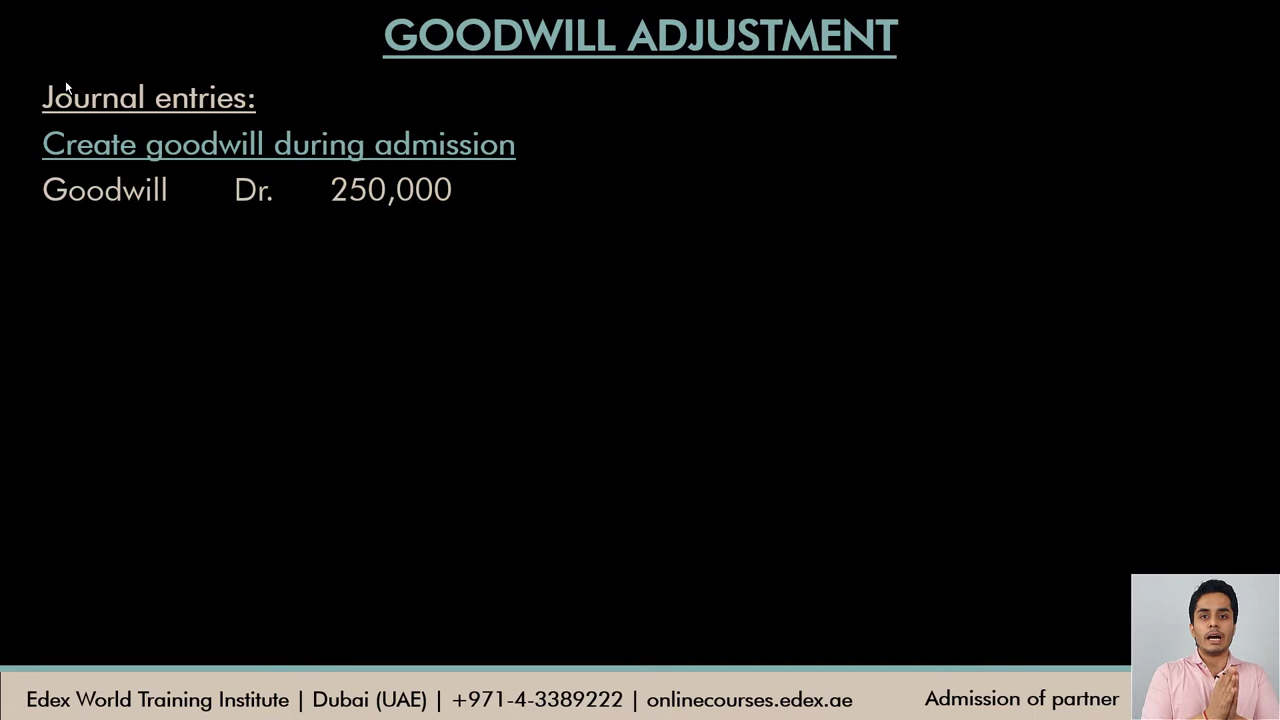 GOODWILL ADJUSTMENT
Journal entries:
Create goodwill during admission
Goodwill Dr. 250,000
Edex World Training Institute | Dubai (UAE) | +971-4-3389222 | onlinecourses.edex.ae
Admission of partner